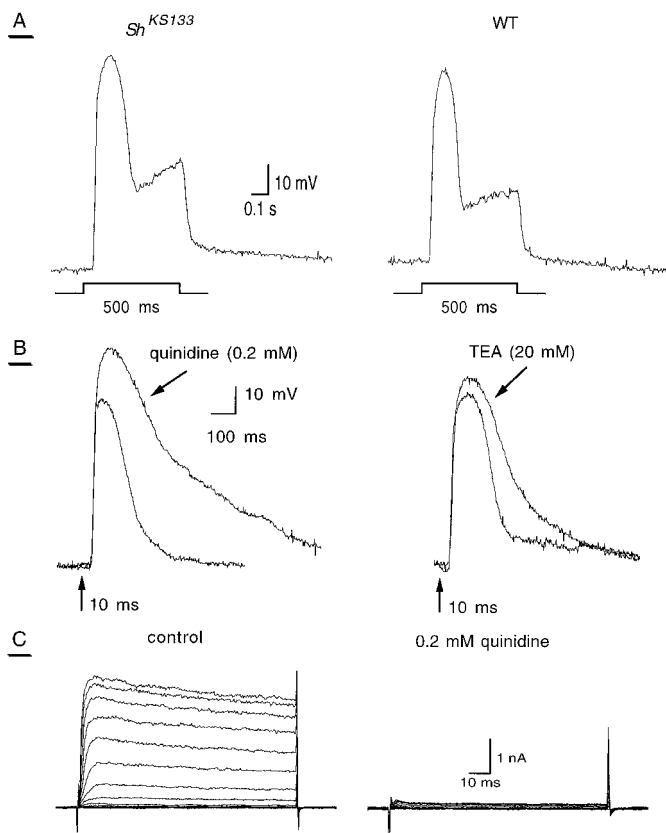 A
Sh KS133
WT
10 mV
0.1 s
500 ms
500 ms
B
quinidine (0.2 mM)
TEA (20 mM)
10 mV
100 ms
10 ms
10 ms
C
control
0.2 mM quinidine
1 nA
10 ms